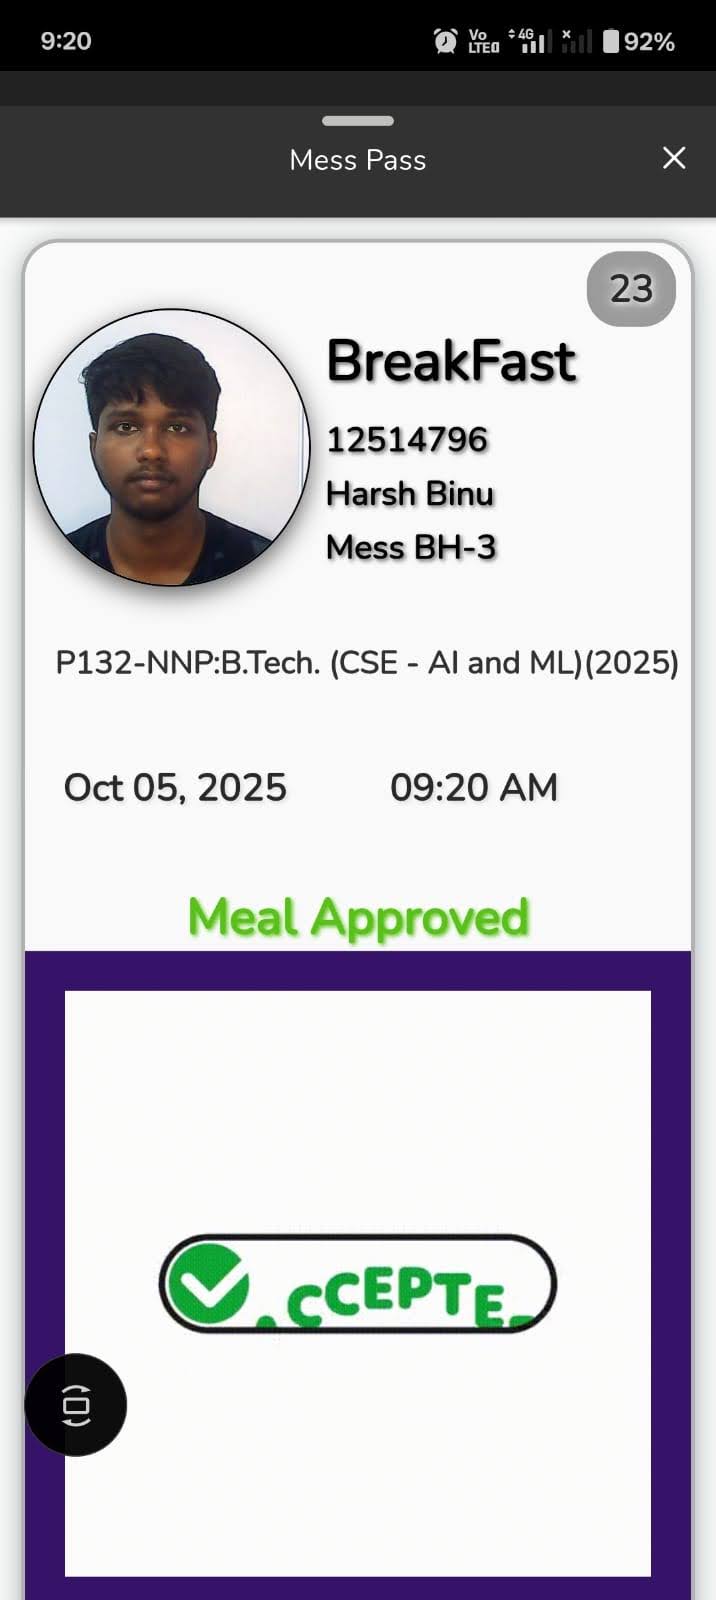 9:20 Vo LTE 4G 92%
Mess Pass
23
BreakFast
12514796
Harsh Binu
Mess BH-3
P132-NNP:B.Tech. (CSE - AI and ML)(2025)
Oct 05, 2025 09:20 AM
Meal Approved
CCEPTE